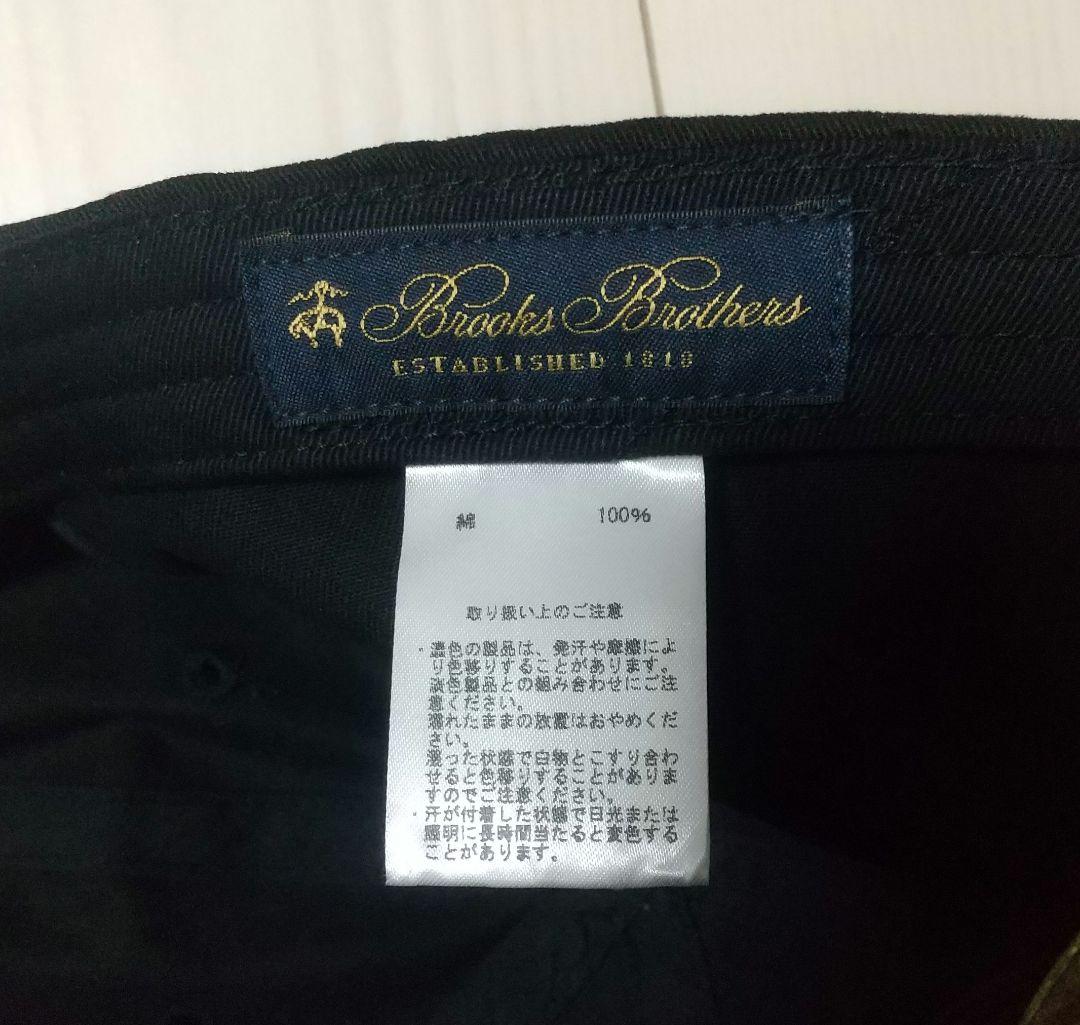 Brooks Brothers
ESTABLISHED 1818
綿 100%
取り扱い上のご注意
・濃色の製品は、発汗や摩擦によ
り色移りすることがあります。
淡色製品との組み合わせにご注
意ください。
濡れたままの放置はおやめくだ
さい。
湿った状態で白物とこすり合わ
せると色移りすることがありま
すのでご注意ください。
・汗が付着した状態で日光または
照明に長時間当たると変色する
ことがあります。